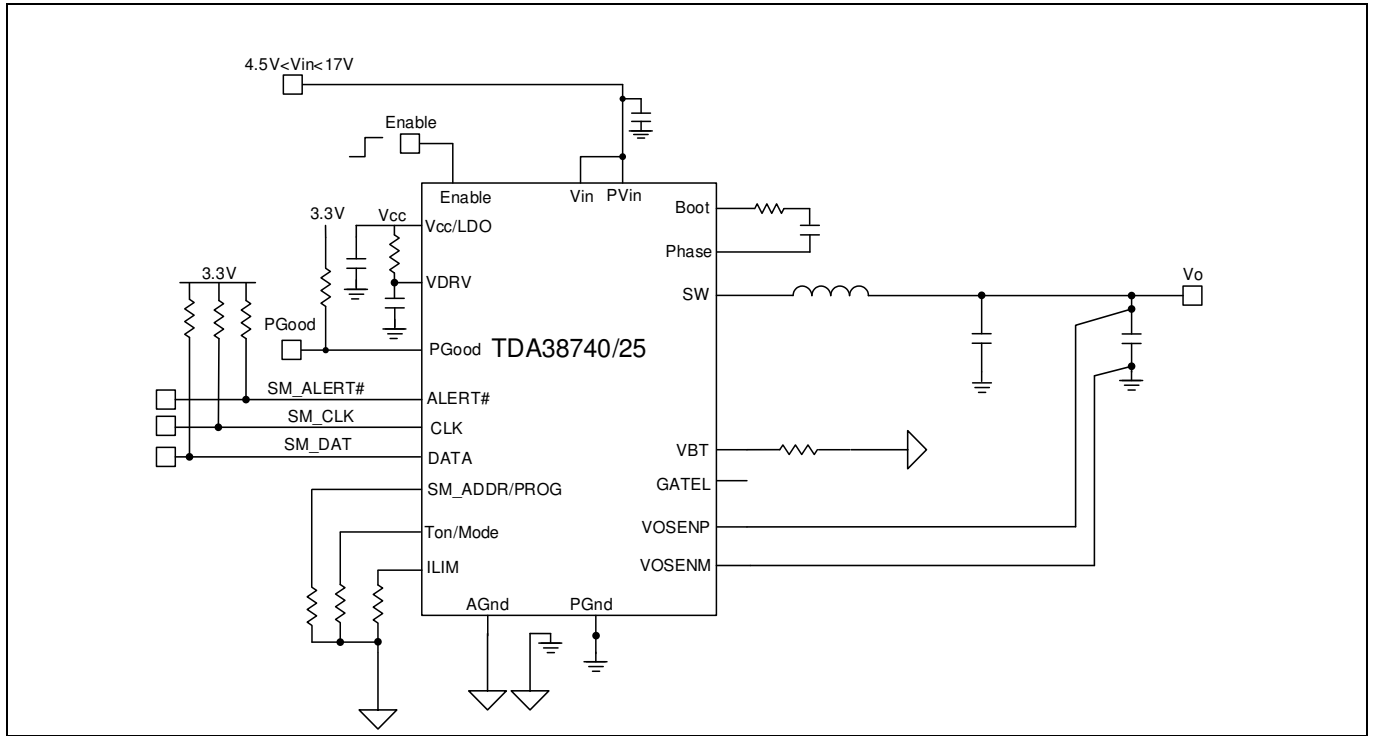 4.5V<Vin<17V
Enable
Enable
Vin
PVin
3.3V
Vcc
Vcc/LDO
Boot
Phase
3.3V
VDRV
SW
Vo
PGood
PGood
TDA38740/25
SM_ALERT#
ALERT#
SM_CLK
CLK
SM_DAT
DATA
VBT
SM_ADDR/PROG
GATEL
Ton/Mode
VOSENP
ILIM
VOSENM
AGnd
PGnd